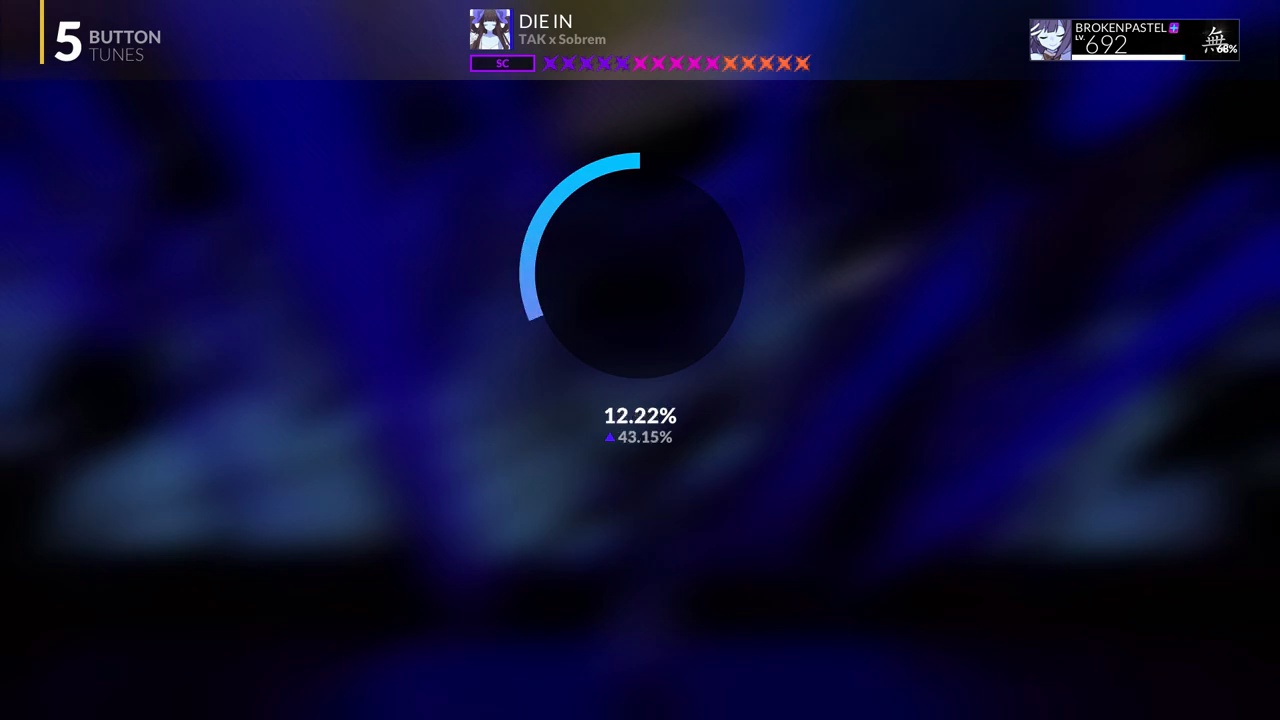 5 BUTTON
TUNES
DIE IN
TAK x Sobrem
SC
BROKENPASTEL
LV. 692
無
68%
12.22%
▲43.15%